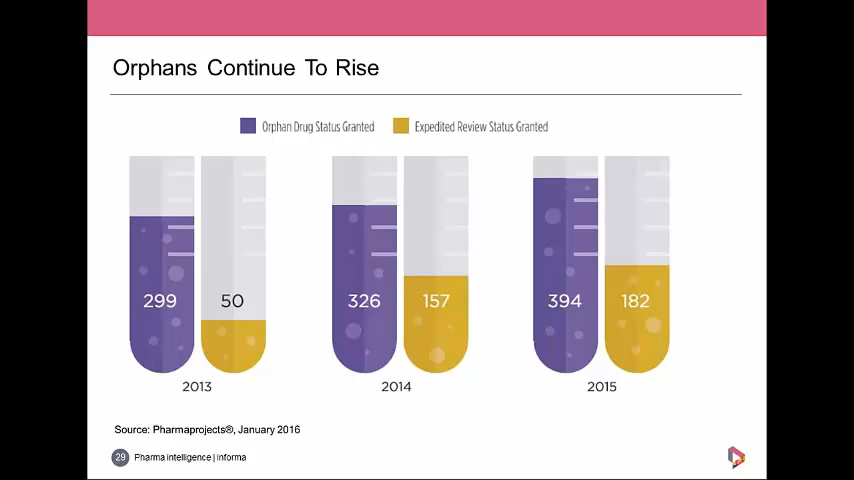 Orphans Continue To Rise
Orphan Drug Status Granted
Expedited Review Status Granted
299
50
326
157
394
182
2013
2014
2015
Source: Pharmaprojects®, January 2016
29
Pharma intelligence | informa